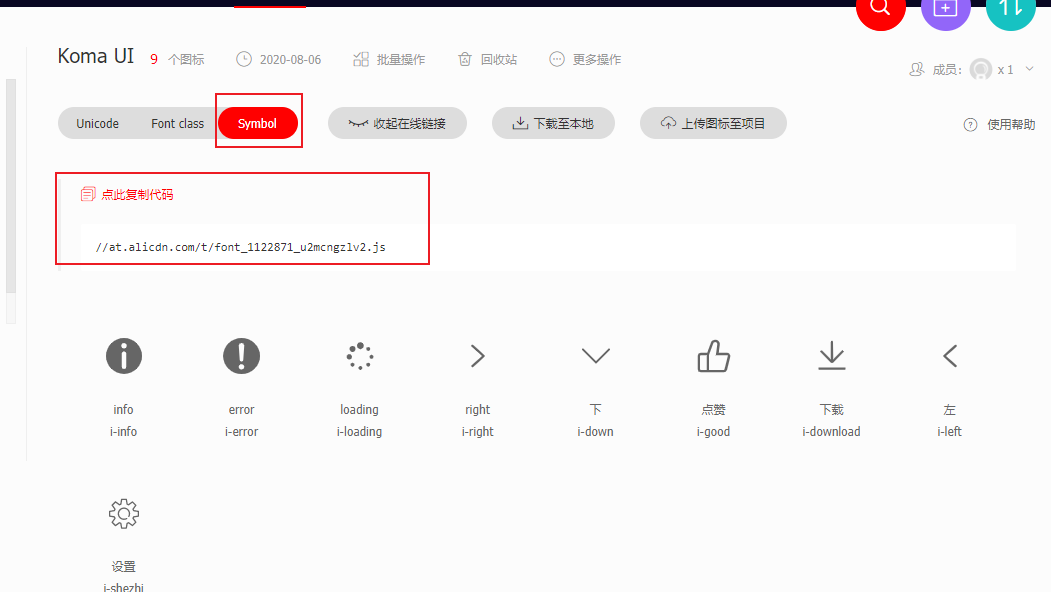 Koma UI 9 个图标 2020-08-06 批量操作 回收站 更多操作
成员： x 1
Unicode Font class Symbol 收起在线链接 下载至本地 上传图标至项目 使用帮助
点此复制代码
//at.alicdn.com/t/font_1122871_u2mcngzlv2.js
info error loading right 下 点赞 下载 左
i-info i-error i-loading i-right i-down i-good i-download i-left
设置
i-shezhi